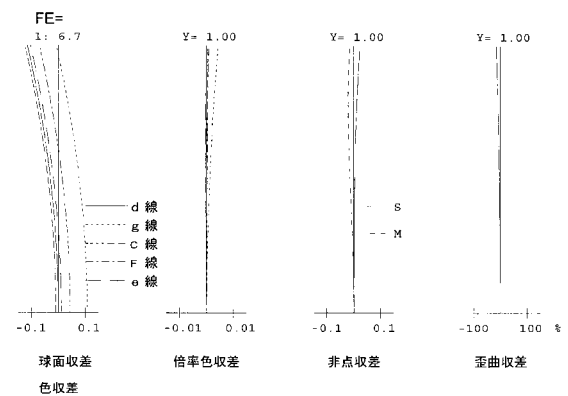 FE=
1: 6.7
Y= 1.00
Y= 1.00
Y= 1.00
d 線
g 線
C 線
F 線
e 線
S
M
-0.1 0.1
-0.01 0.01
-0.1 0.1
-100 100 %
球面収差
倍率色収差
非点収差
歪曲収差
色収差